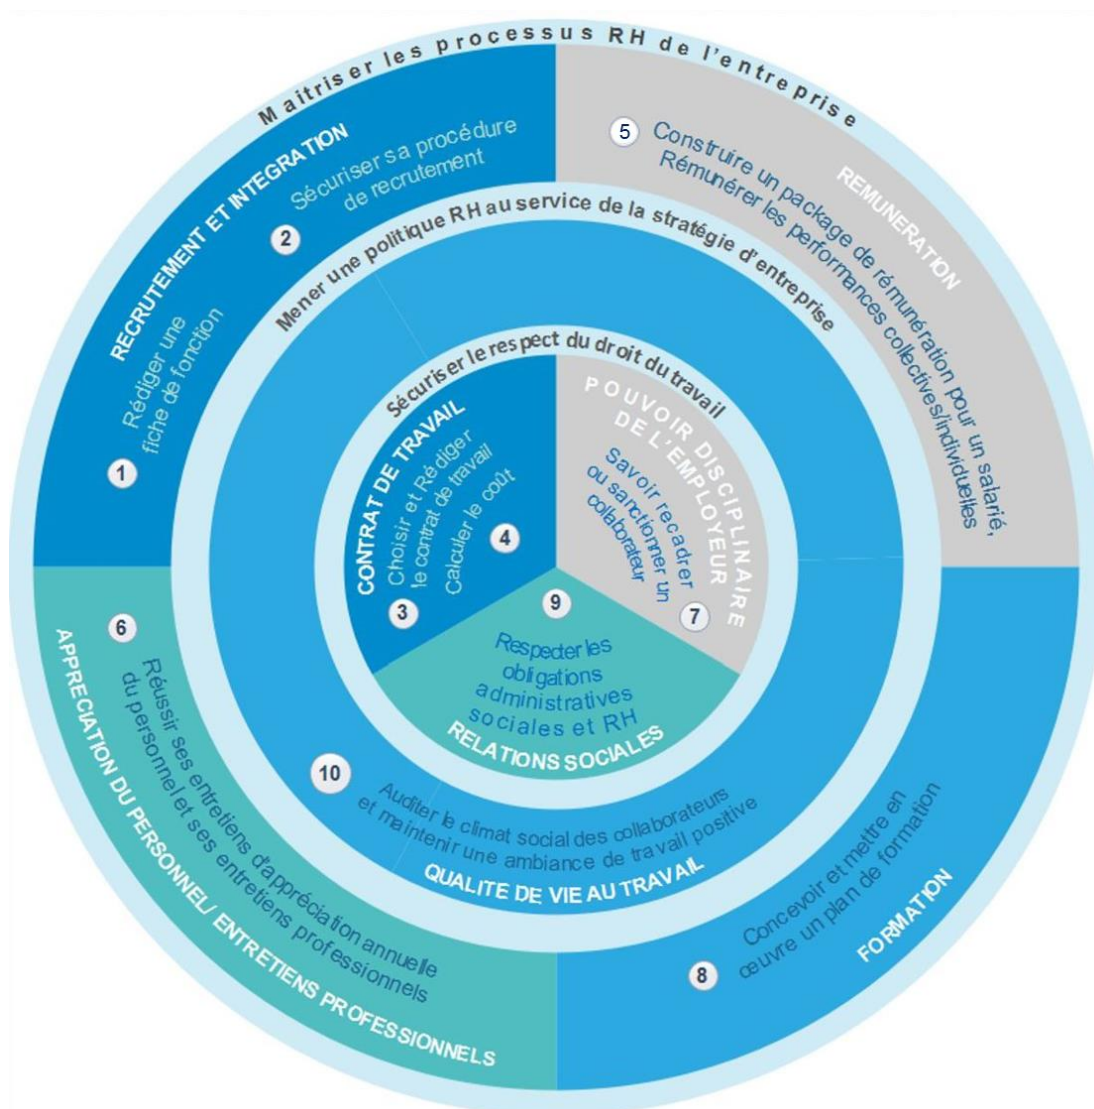 Maitriser les processus RH de l'entreprise
RECRUTEMENT ET INTEGRATION
1
Rédiger une
fiche de fonction
2
Sécuriser sa procédure
de recrutement
REMUNERATION
5
Construire un package de rémunération pour un salarié,
Rémunérer les performances collectives/individuelles
Mener une politique RH au service de la stratégie d'entreprise
Sécuriser le respect du droit du travail
CONTRAT DE TRAVAIL
3
Choisir et Rédiger
le contrat de travail
Calculer le coût
4
POUVOIR DISCIPLINAIRE
DE L'EMPLOYEUR
Savoir recadrer
ou sanctionner un
collaborateur
7
9
Respecter les
obligations
administratives
sociales et RH
RELATIONS SOCIALES
10
Auditer le climat social des collaborateurs
et maintenir une ambiance de travail positive
QUALITE DE VIE AU TRAVAIL
6
Réussir ses entretiens d'appréciation annuelle
du personnel et ses entretiens professionnels
APPRECIATION DU PERSONNEL/ ENTRETIENS PROFESSIONNELS
8
Concevoir et mettre en
œuvre un plan de formation
FORMATION